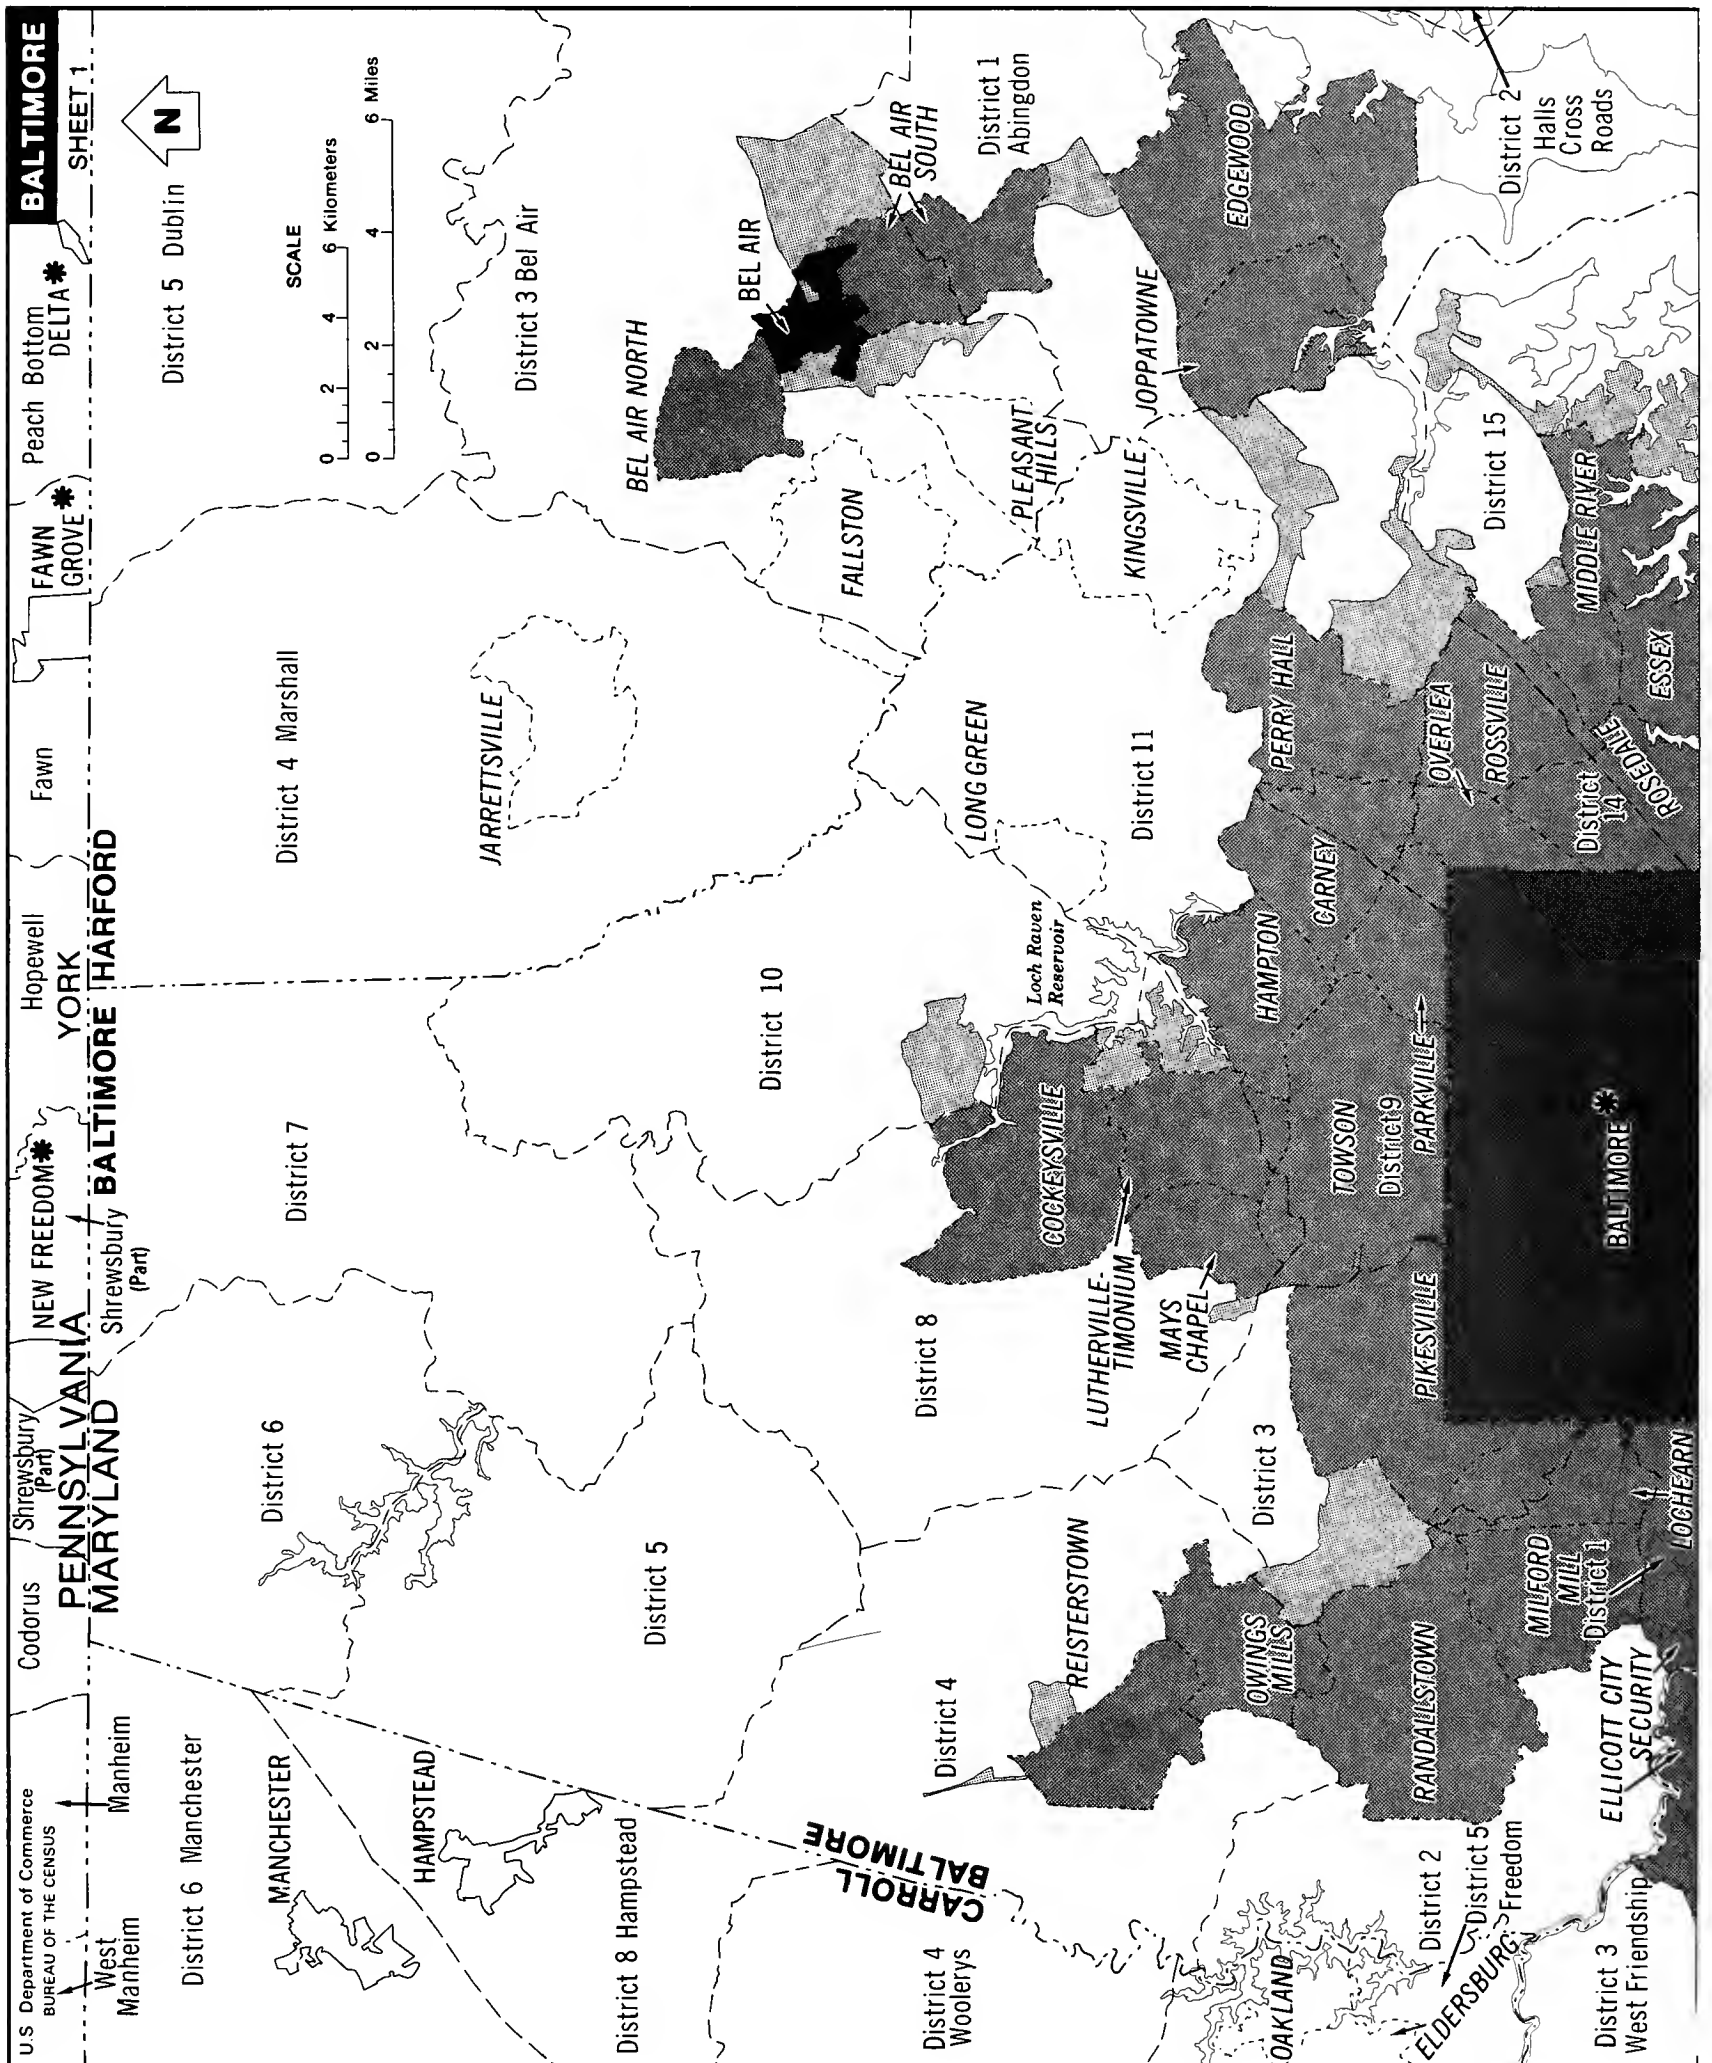 U.S. Department of Commerce
BUREAU OF THE CENSUS
BALTIMORE
SHEET 1
Codorus
Shrewsbury
(Part)
NEW FREEDOM*
Hopewell
Fawn
FAWN
GROVE*
Peach Bottom
DELTA*
PENNSYLVANIA
YORK
MARYLAND
BALTIMORE
HARFORD
West
Manheim
Manheim
Shrewsbury
(Part)
N
District 6 Manchester
District 6
District 7
District 4 Marshall
District 5 Dublin
SCALE
0 2 4 6 Kilometers
0 2 4 6 Miles
MANCHESTER
HAMPSTEAD
JARRETTSVILLE
District 3 Bel Air
District 8 Hampstead
District 5
BEL AIR NORTH
BEL AIR
District 10
CARROLL
BALTIMORE
District 4
Woolerys
District 4
District 8
FALLSTON
BEL AIR
SOUTH
LONG GREEN
District 1
Abingdon
Loch Raven
Reservoir
PLEASANT
HILLS
REISTERSTOWN
COCKEYSVILLE
LUTHERVILLE-
TIMONIUM
District 11
KINGSVILLE
JOPPATOWNE
MAYS
CHAPEL
EDGEWOOD
OAKLAND
OWINGS
MILLS
District 3
HAMPTON
PERRY HALL
CARNEY
TOWSON
District 9
District 2
RANDALLSTOWN
PIKESVILLE
PARKVILLE
OVERLEA
ELDERSBURG
District 5
Freedom
ROSSVILLE
District 15
District 2
Halls
Cross
Roads
MILFORD
MILL
District 1
District
14
MIDDLE RIVER
District 3
West Friendship
ELLICOTT CITY
SECURITY
LOCHEARN
BALTIMORE*
ROSEDALE
ESSEX